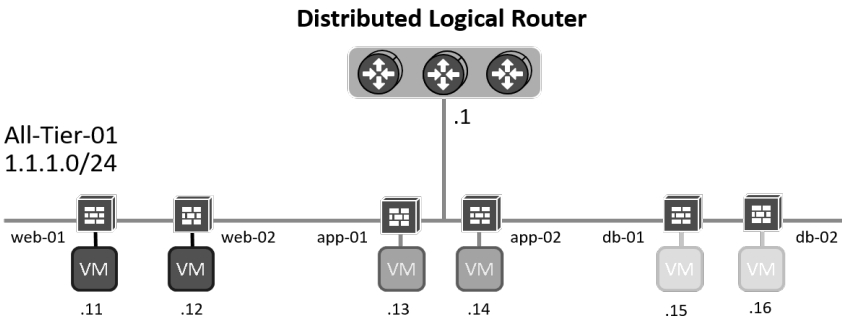 Distributed Logical Router
.1
All-Tier-01
1.1.1.0/24
web-01
web-02
app-01
app-02
db-01
db-02
VM
VM
VM
VM
VM
VM
.11
.12
.13
.14
.15
.16